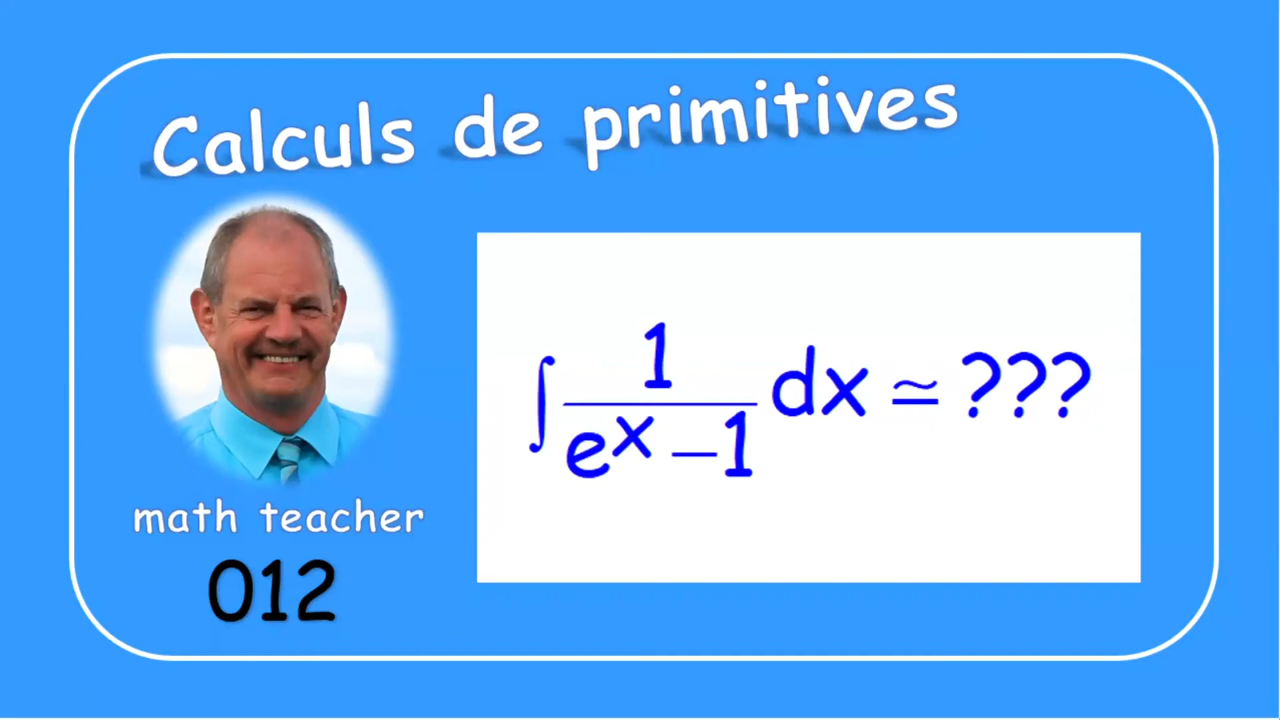 Calculs de primitives
∫ 1/(eˣ – 1) dx ≃ ???
math teacher
012